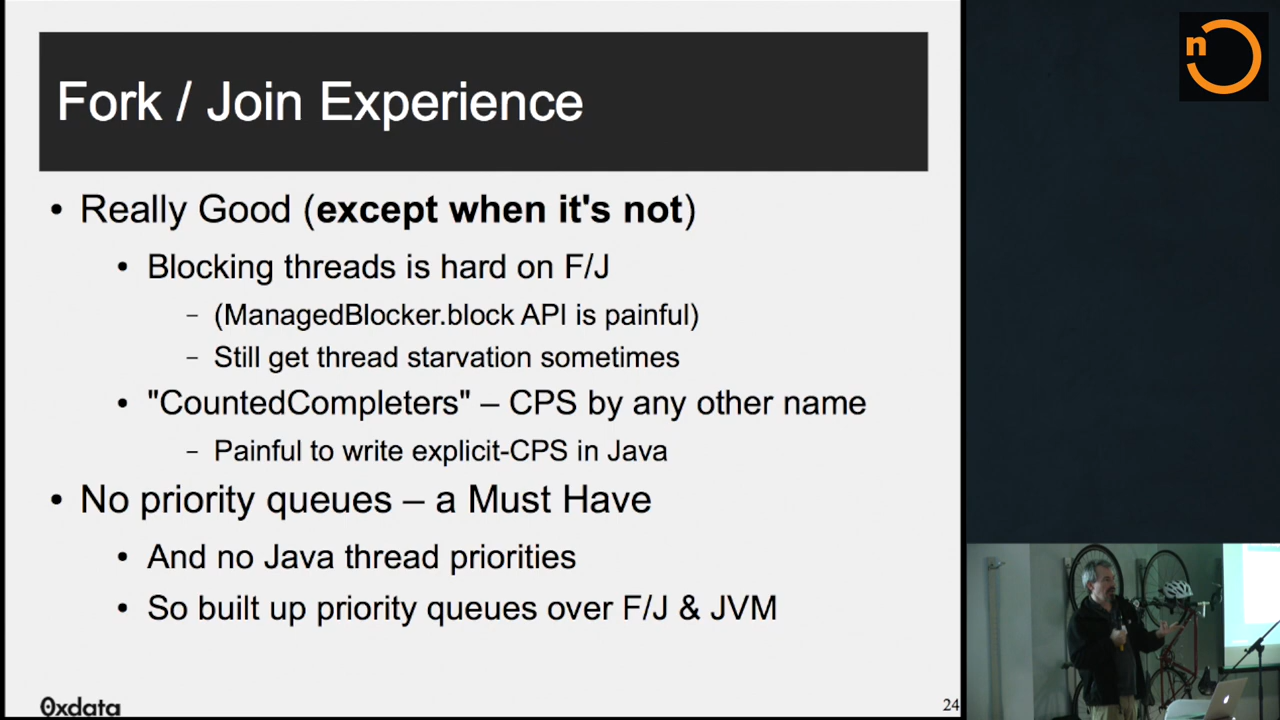 n
Fork / Join Experience
• Really Good (except when it's not)
• Blocking threads is hard on F/J
– (ManagedBlocker.block API is painful)
– Still get thread starvation sometimes
• "CountedCompleters" – CPS by any other name
– Painful to write explicit-CPS in Java
• No priority queues – a Must Have
• And no Java thread priorities
• So built up priority queues over F/J & JVM
0xdata
24